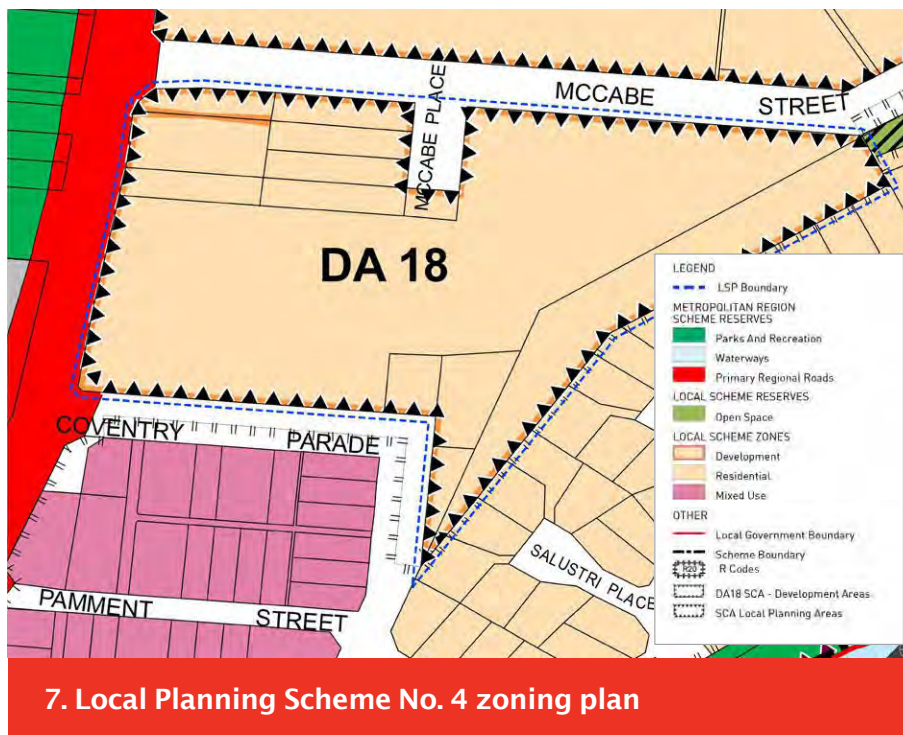 MCCABE STREET
MCCABE PLACE
DA 18
COVENTRY PARADE
SALUSTRI PLACE
PAMMENT STREET
LEGEND
LSP Boundary
METROPOLITAN REGION
SCHEME RESERVES
Parks And Recreation
Waterways
Primary Regional Roads
LOCAL SCHEME RESERVES
Open Space
LOCAL SCHEME ZONES
Development
Residential
Mixed Use
OTHER
Local Government Boundary
Scheme Boundary
R20 R Codes
DA18 SCA - Development Areas
SCA Local Planning Areas
7. Local Planning Scheme No. 4 zoning plan